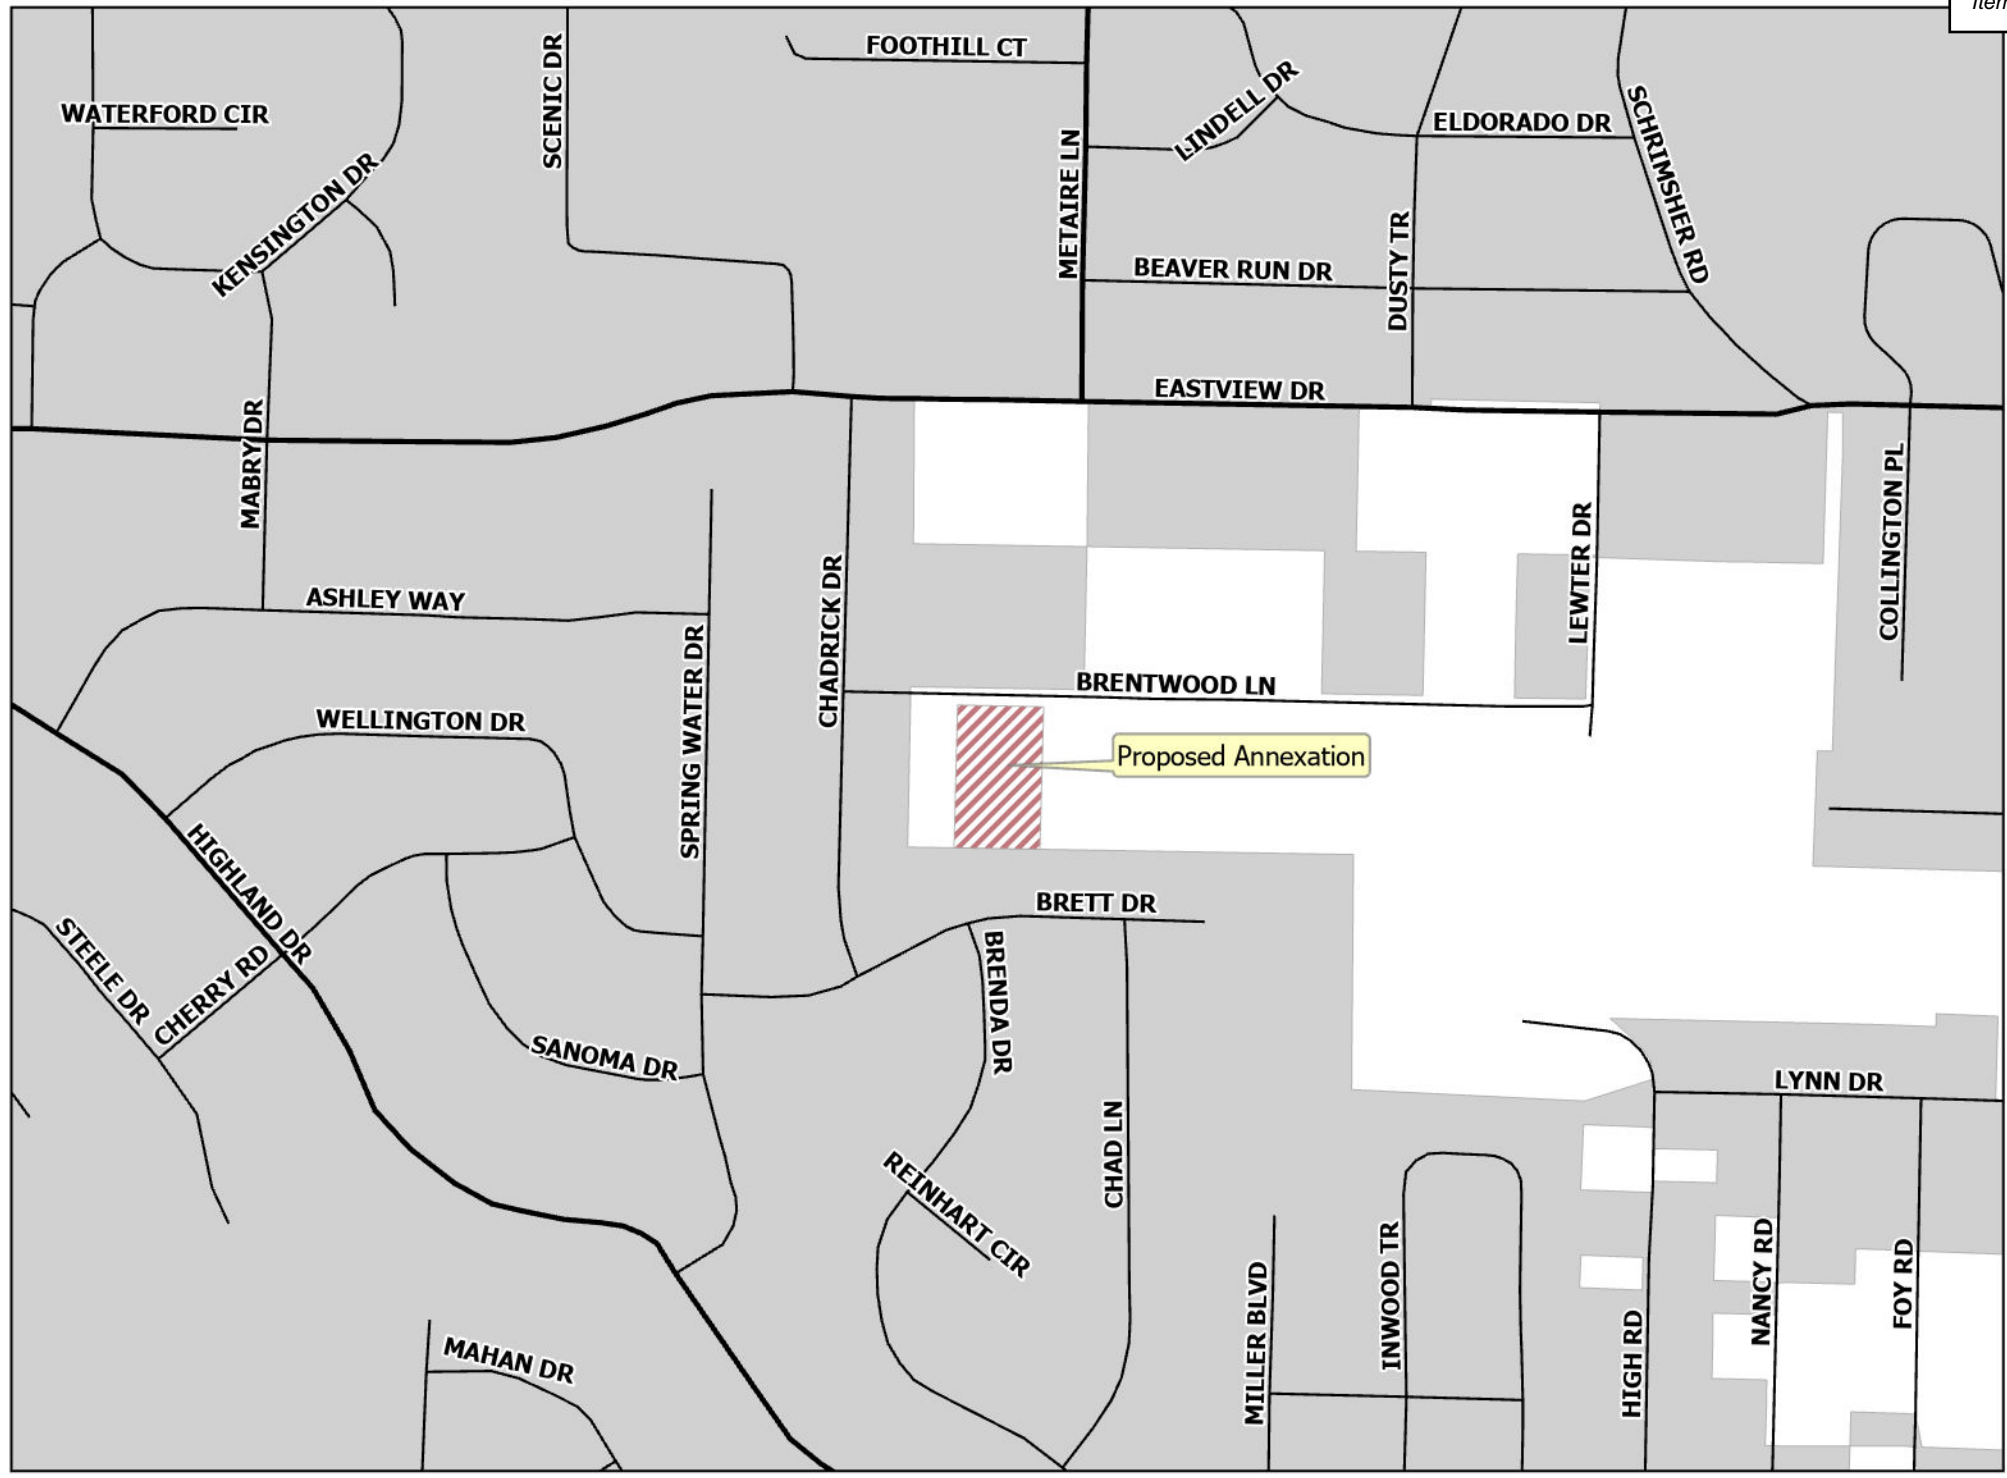 Item
FOOTHILL CT
SCENIC DR
WATERFORD CIR
KENSINGTON DR
METAIRE LN
LINDELL DR
ELDORADO DR
SCHRIMSHER RD
DUSTY TR
BEAVER RUN DR
EASTVIEW DR
MABRY DR
COLLINGTON PL
LEWTER DR
CHADRICK DR
ASHLEY WAY
SPRING WATER DR
BRENTWOOD LN
WELLINGTON DR
Proposed Annexation
HIGHLAND DR
BRETT DR
STEELE DR
CHERRY RD
BRENDA DR
SANOMA DR
LYNN DR
CHAD LN
REINHART CIR
MILLER BLVD
INWOOD TR
HIGH RD
NANCY RD
FOY RD
MAHAN DR